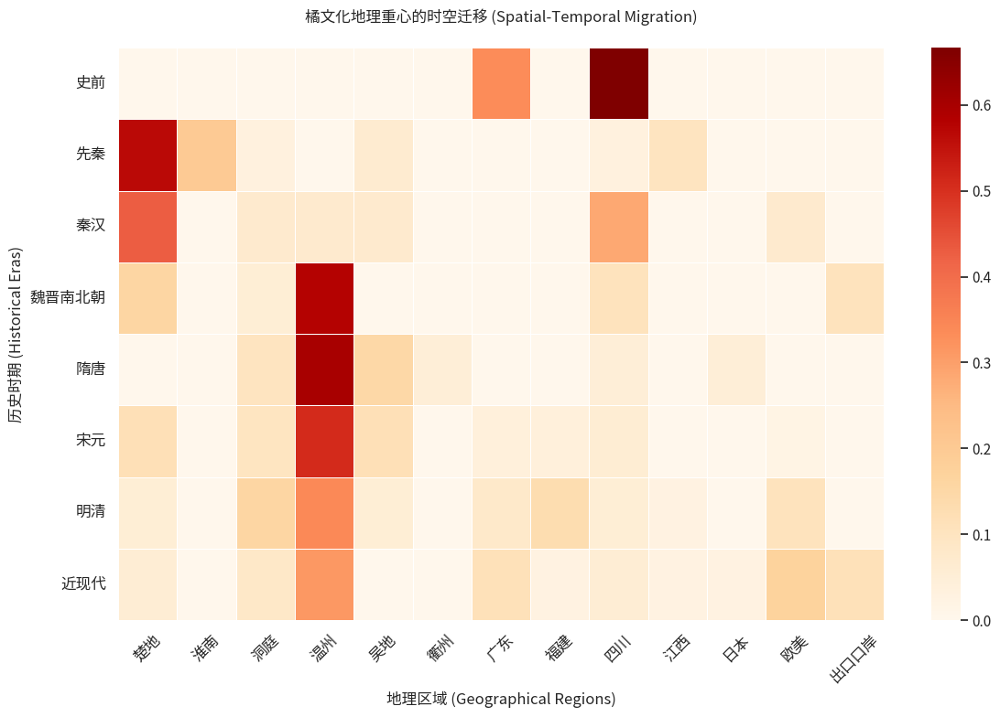 橘文化地理重心的时空迁移 (Spatial-Temporal Migration)
历史时期 (Historical Eras)
史前
先秦
秦汉
魏晋南北朝
隋唐
宋元
明清
近现代
楚地
淮南
洞庭
温州
吴地
衢州
广东
福建
四川
江西
日本
欧美
出口口岸
地理区域 (Geographical Regions)
0.6
0.5
0.4
0.3
0.2
0.1
0.0